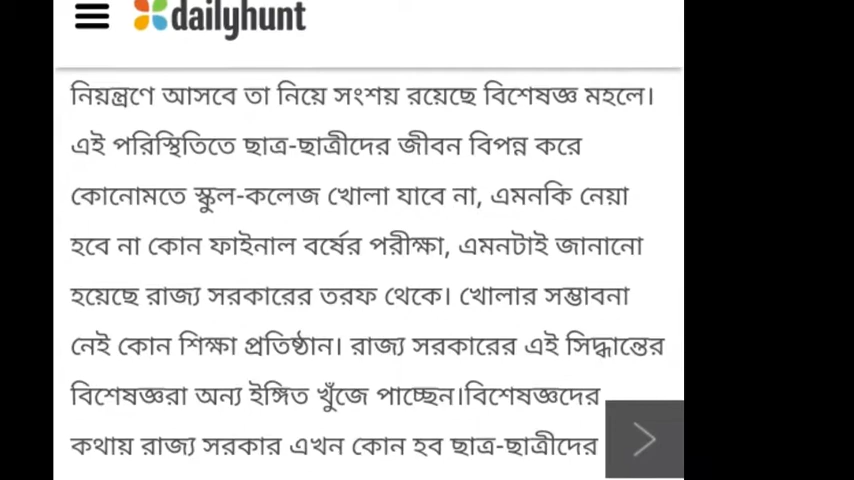 dailyhunt
নিয়ন্ত্রণে আসবে তা নিয়ে সংশয় রয়েছে বিশেষজ্ঞ মহলে।
এই পরিস্থিতিতে ছাত্র-ছাত্রীদের জীবন বিপন্ন করে
কোনোমতে স্কুল-কলেজ খোলা যাবে না, এমনকি নেয়া
হবে না কোন ফাইনাল বর্ষের পরীক্ষা, এমনটাই জানানো
হয়েছে রাজ্য সরকারের তরফ থেকে। খোলার সম্ভাবনা
নেই কোন শিক্ষা প্রতিষ্ঠান। রাজ্য সরকারের এই সিদ্ধান্তের
বিশেষজ্ঞরা অন্য ইঙ্গিত খুঁজে পাচ্ছেন।বিশেষজ্ঞদের
কথায় রাজ্য সরকার এখন কোন হব ছাত্র-ছাত্রীদের